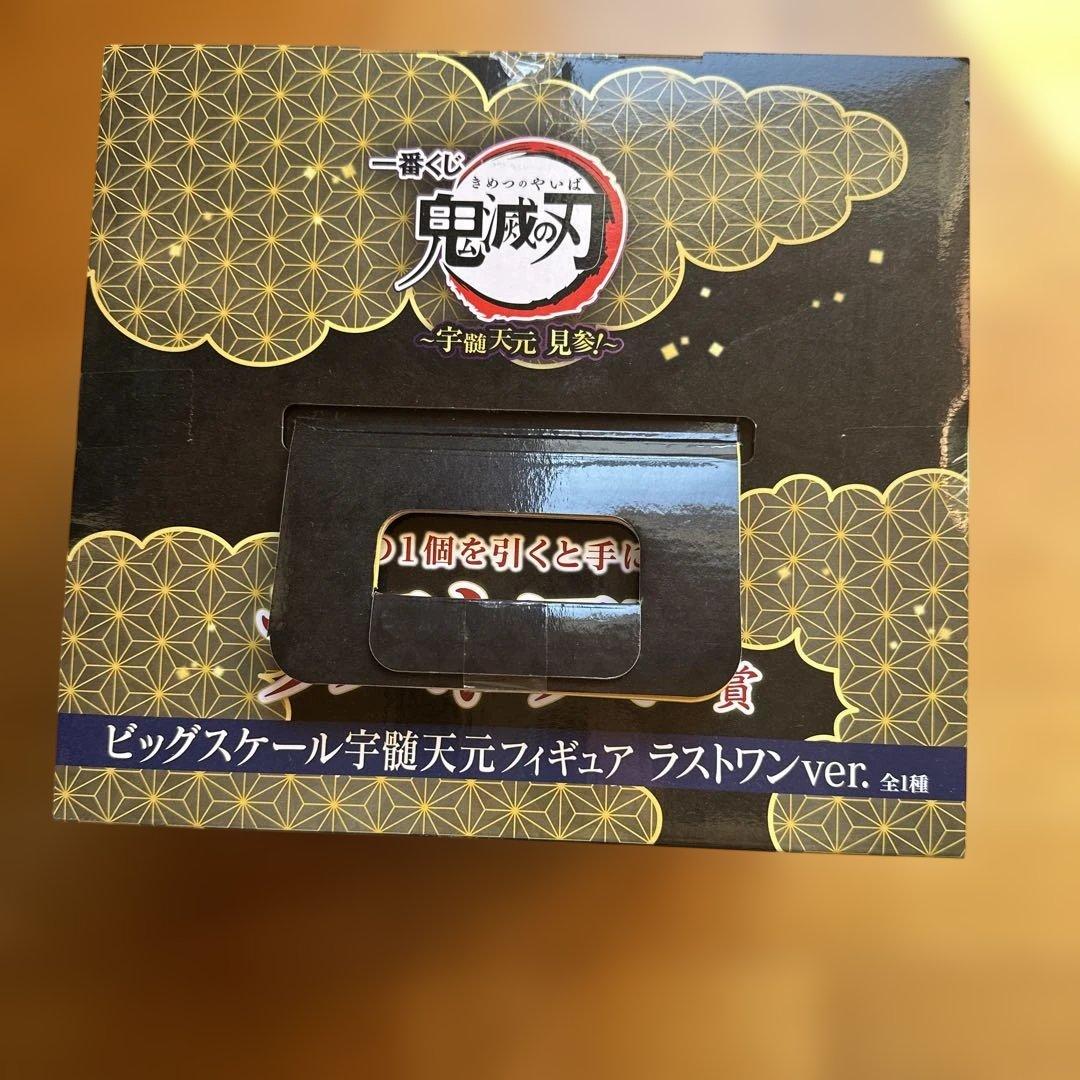 一番くじ
きめつのやいば
鬼滅の刃
~宇髄天元 見参!~
の1個を引くと手に
賞
ビッグスケール宇髄天元フィギュア ラストワンver. 全1種